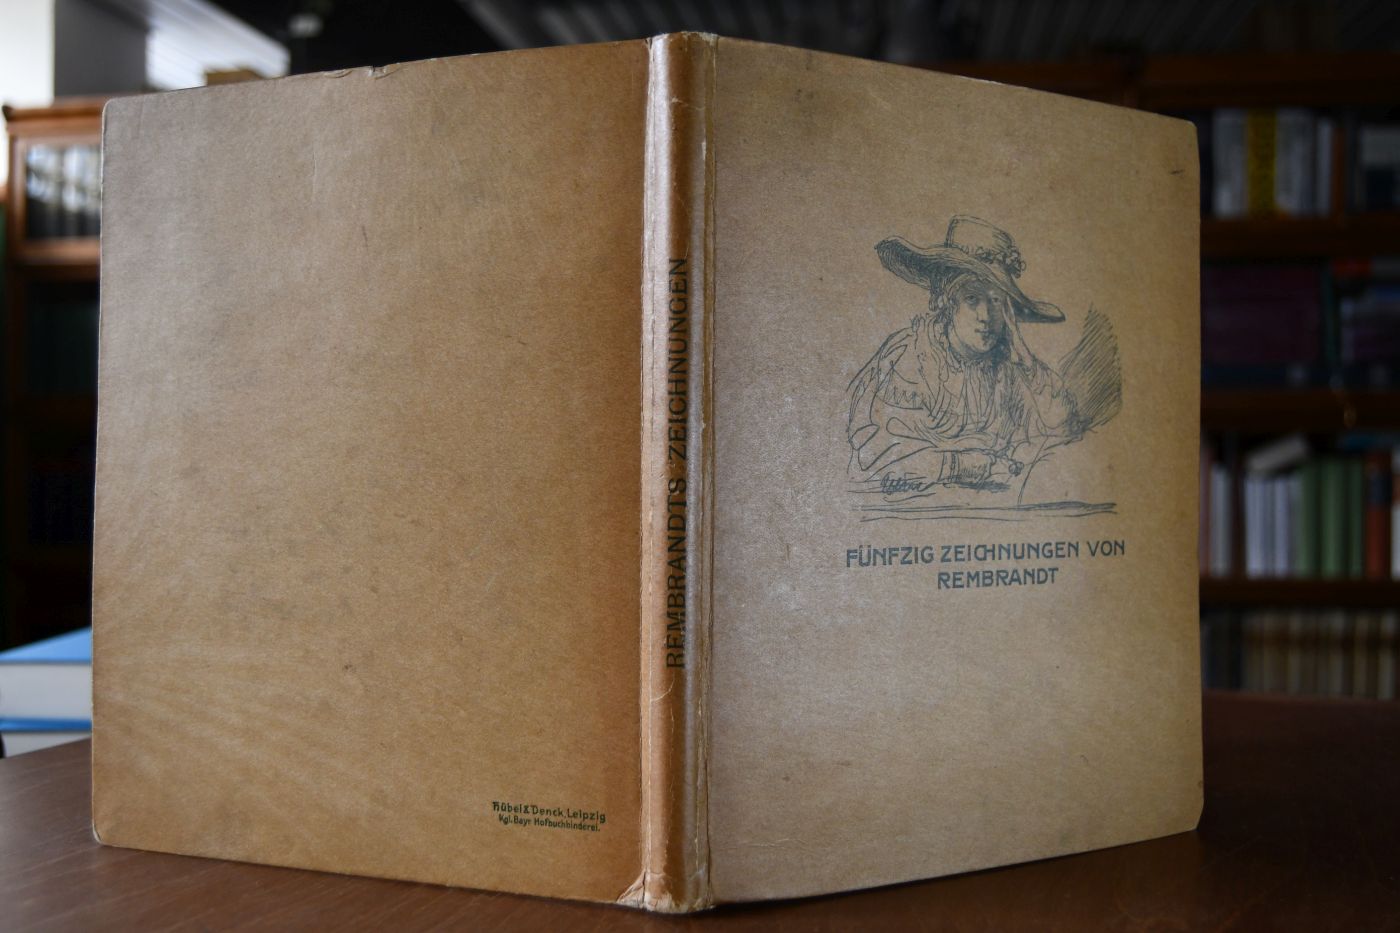 REMBRANDTS ZEICHNUNGEN
FÜNFZIG ZEICHNUNGEN VON
REMBRANDT
Hübel & Denck, Leipzig
Kgl. Bayr Hofbuchbinderei.